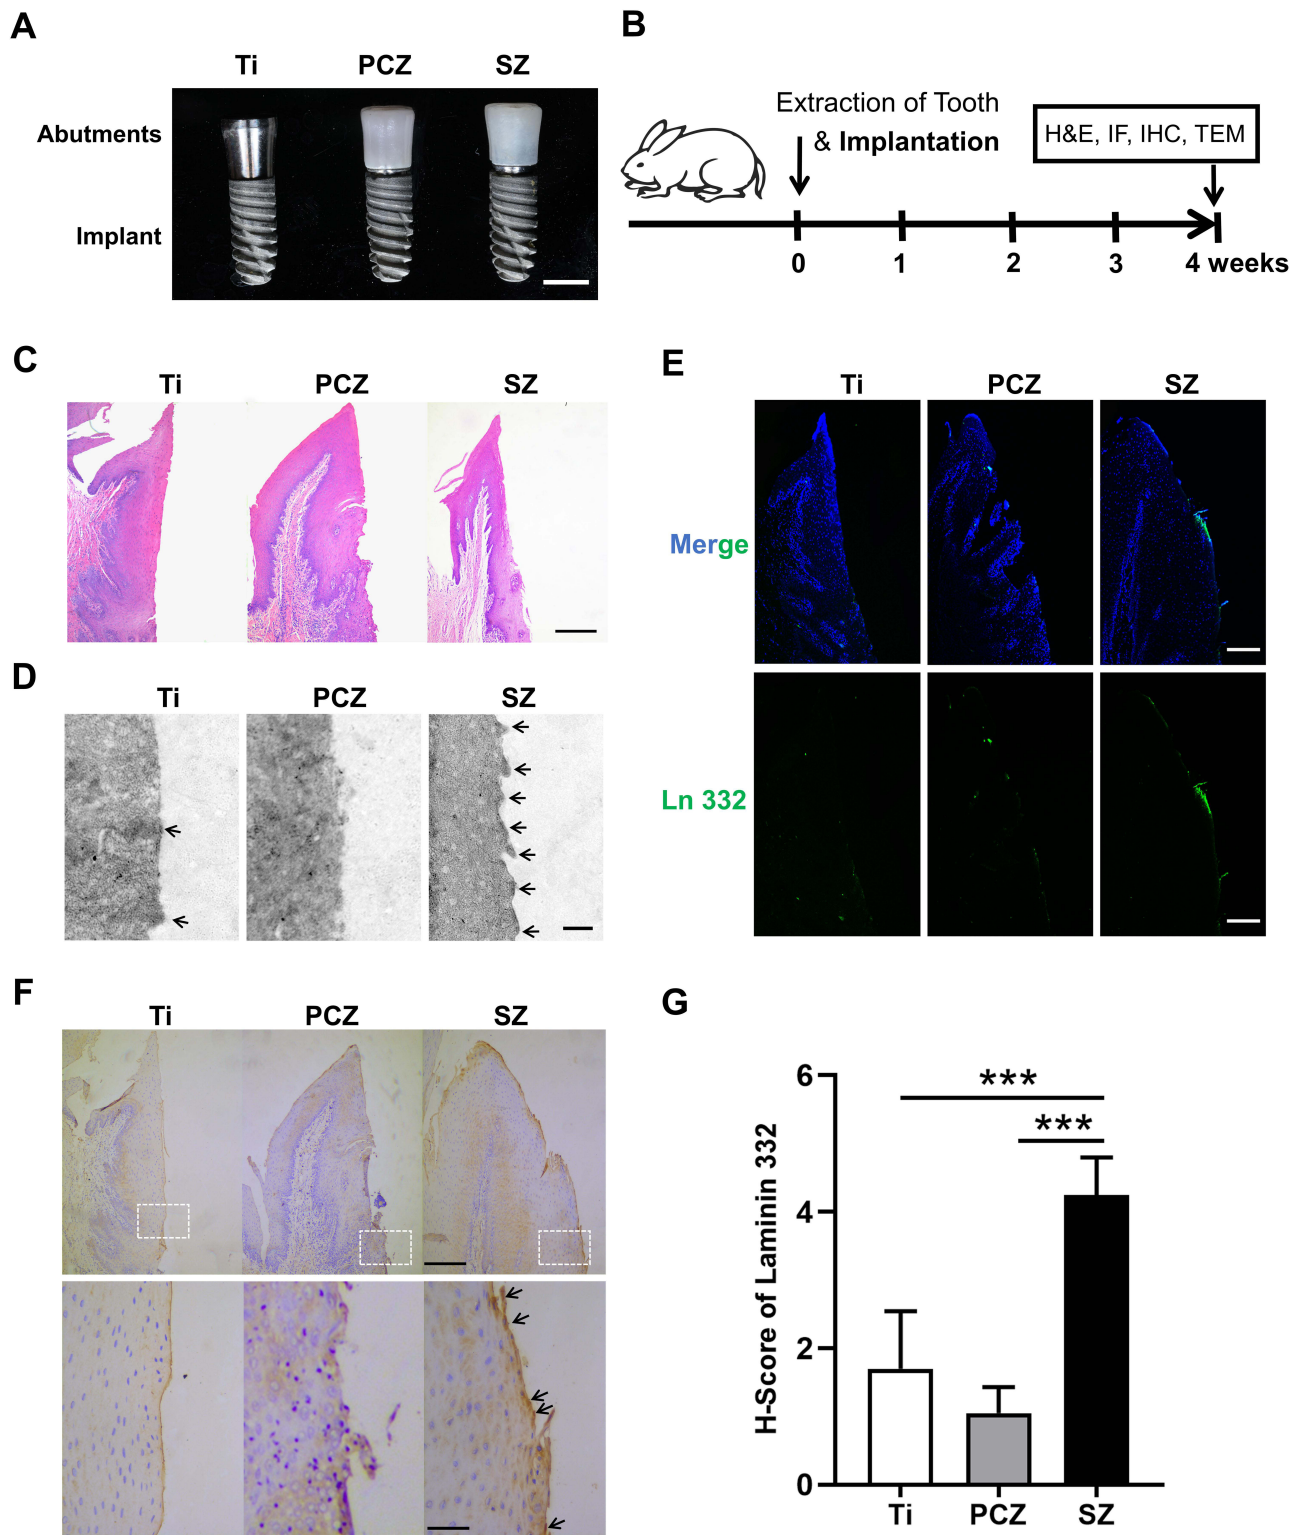 A
Ti PCZ SZ
Abutments
Implant
B
Extraction of Tooth
& Implantation
H&E, IF, IHC, TEM
0 1 2 3 4 weeks
C
Ti PCZ SZ
D
Ti PCZ SZ
E
Ti PCZ SZ
Merge
Ln 332
F
Ti PCZ SZ
G
H-Score of Laminin 332
6
4
2
0
***
***
Ti PCZ SZ